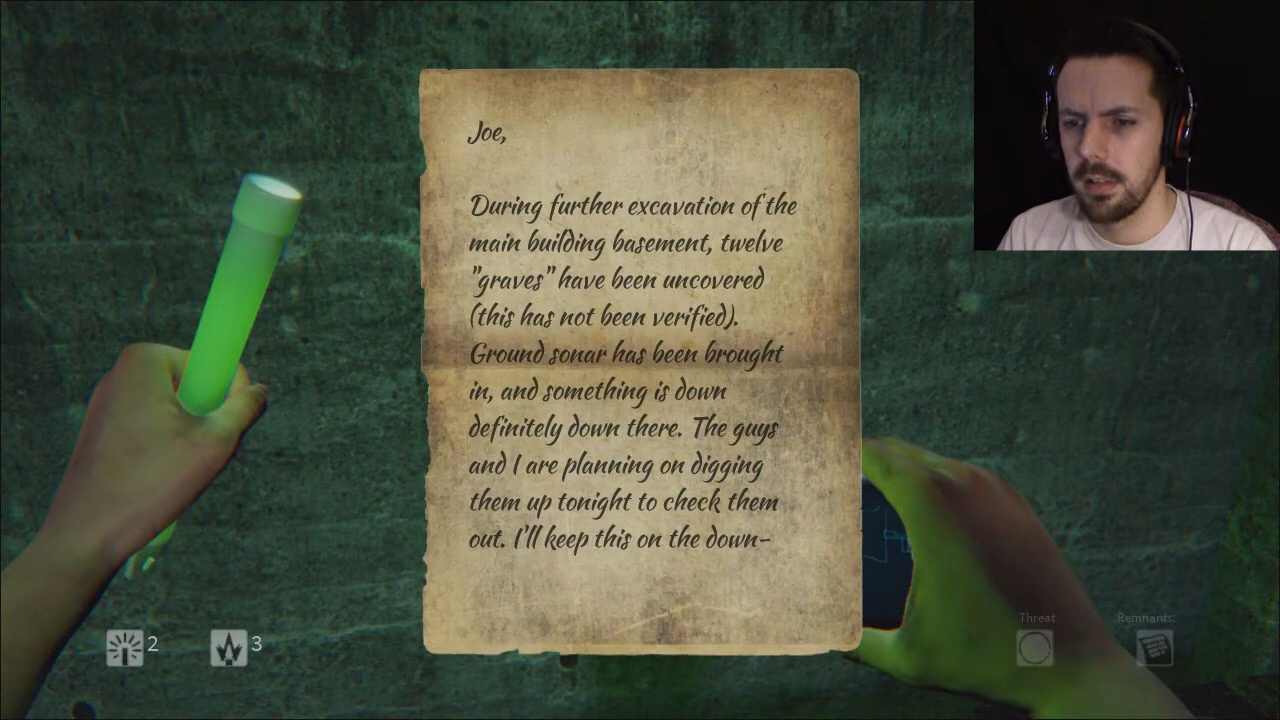 Joe,
During further excavation of the
main building basement, twelve
"graves" have been uncovered
(this has not been verified).
Ground sonar has been brought
in, and something is down
definitely down there. The guys
and I are planning on digging
them up tonight to check them
out. I'll keep this on the down-
2
3
Threat
Remnants: